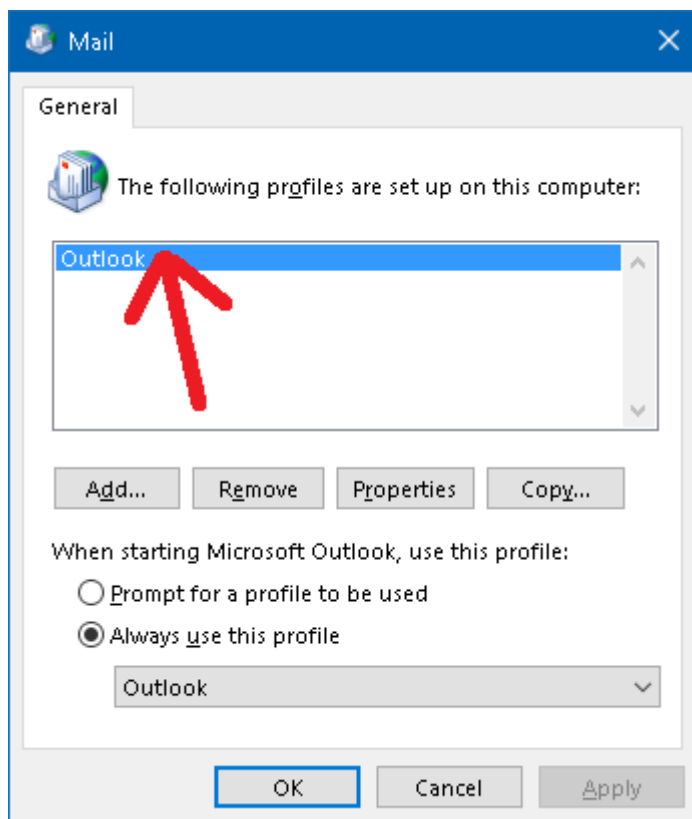 Mail
General
The following profiles are set up on this computer:
Outlook
Add... Remove Properties Copy...
When starting Microsoft Outlook, use this profile:
Prompt for a profile to be used
Always use this profile
Outlook
OK Cancel Apply